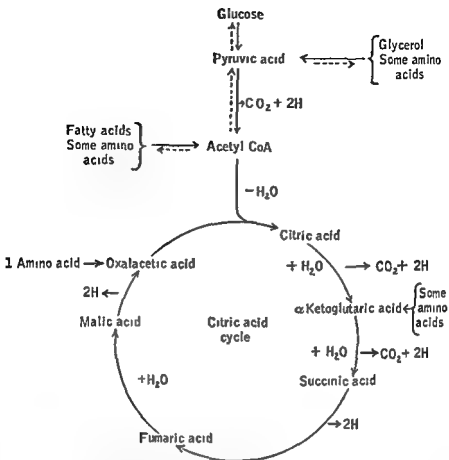 Glucose
Pyruvic acid
Glycerol
Some amino
acids
CO₂ + 2H
Fatty acids
Some amino
acids
Acetyl CoA
-H₂O
Citric acid
+ H₂O
CO₂+ 2H
1 Amino acid
Oxalacetic acid
2H
α Ketoglutaric acid
Some
amino
acids
Malic acid
Citric acid
cycle
+ H₂O
CO₂+ 2H
Succinic acid
+H₂O
2H
Fumaric acid